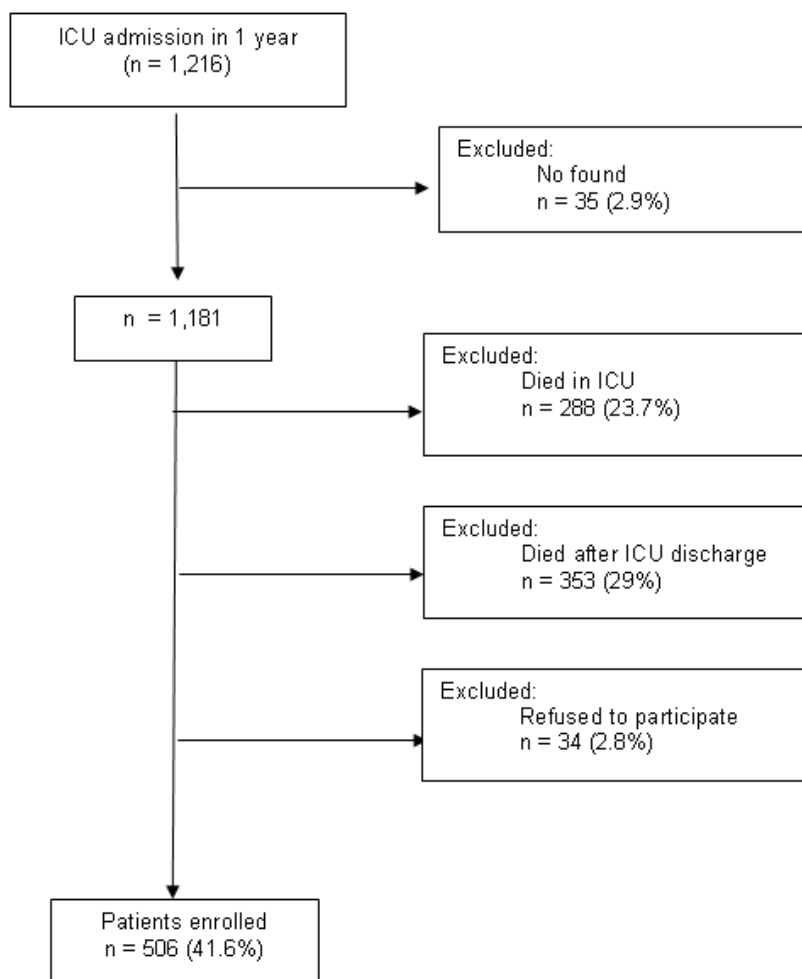 ICU admission in 1 year
(n = 1,216)
Excluded:
No found
n = 35 (2.9%)
n = 1,181
Excluded:
Died in ICU
n = 288 (23.7%)
Excluded:
Died after ICU discharge
n = 353 (29%)
Excluded:
Refused to participate
n = 34 (2.8%)
Patients enrolled
n = 506 (41.6%)